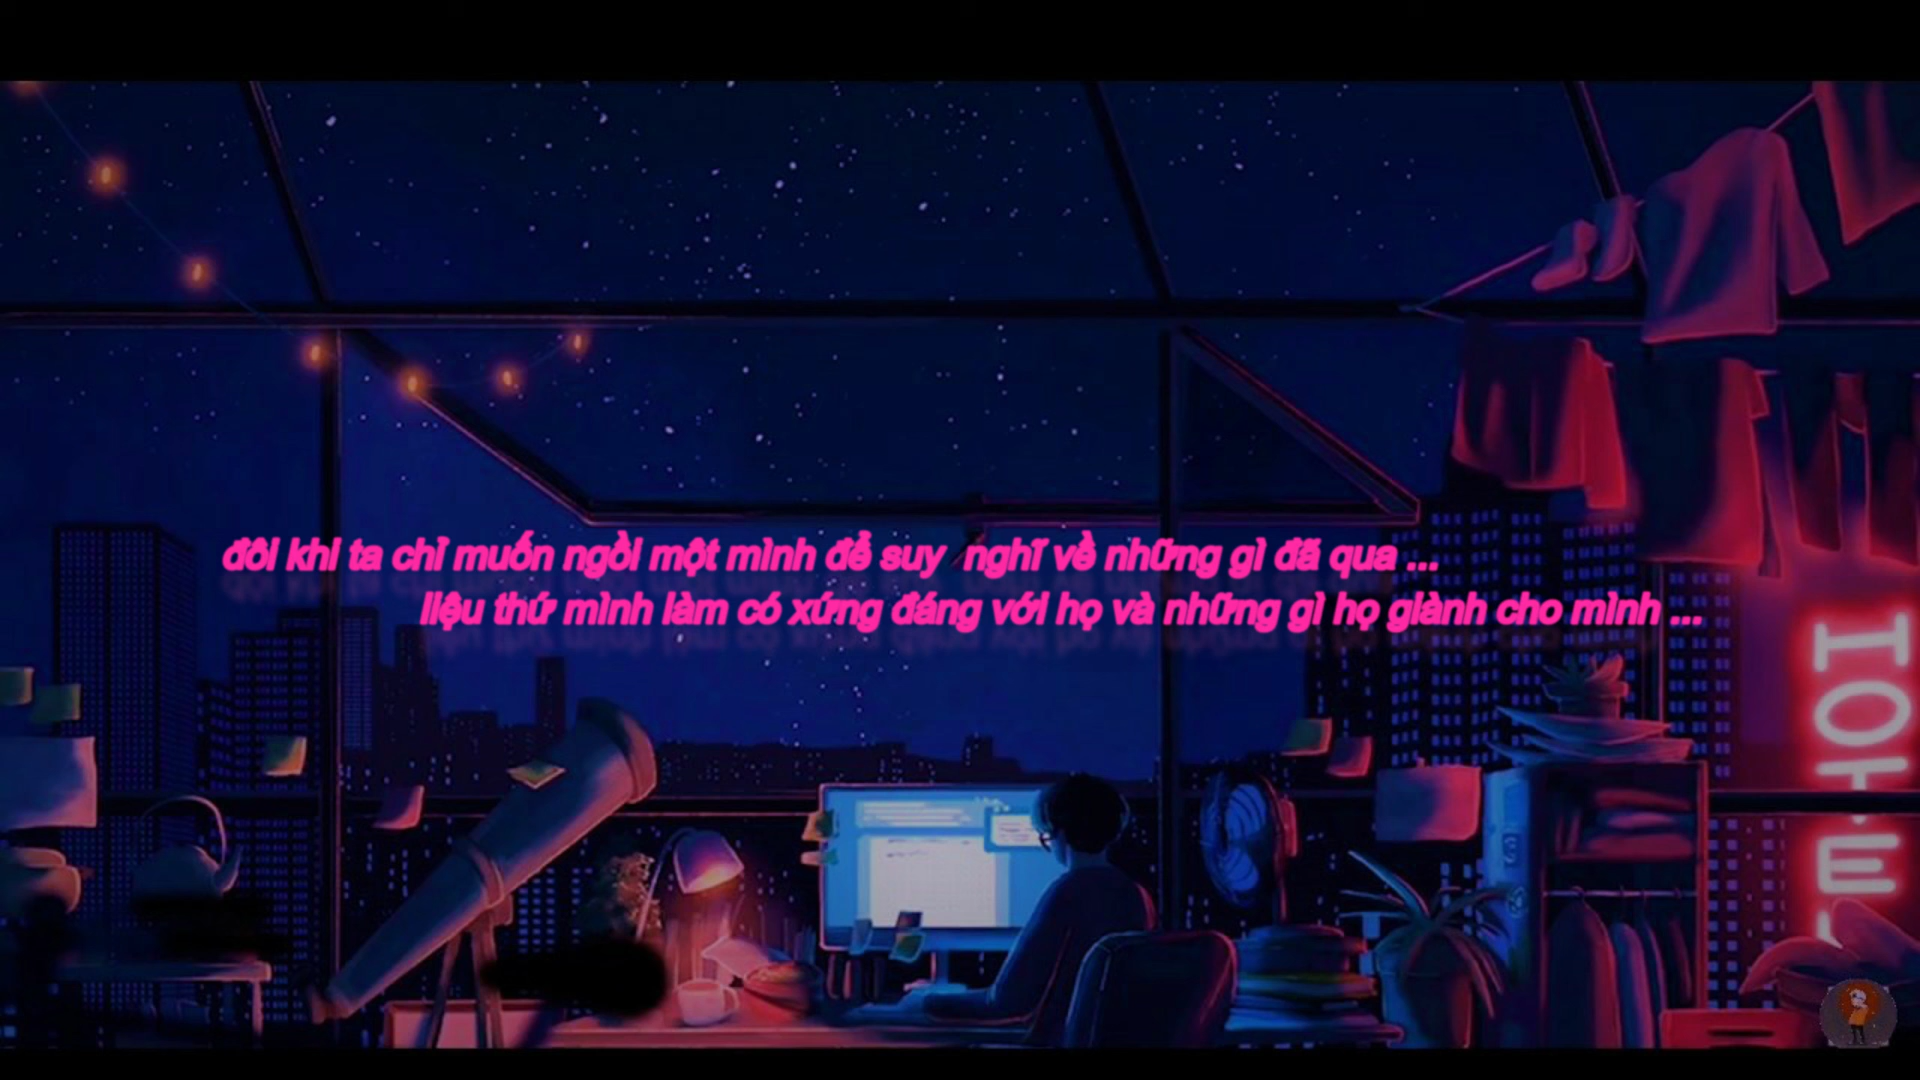 đôi khi ta chỉ muốn ngồi một mình để suy nghĩ về những gì đã qua ...
liệu thứ mình làm có xứng đáng với họ và những gì họ giành cho mình ...
HOTEL